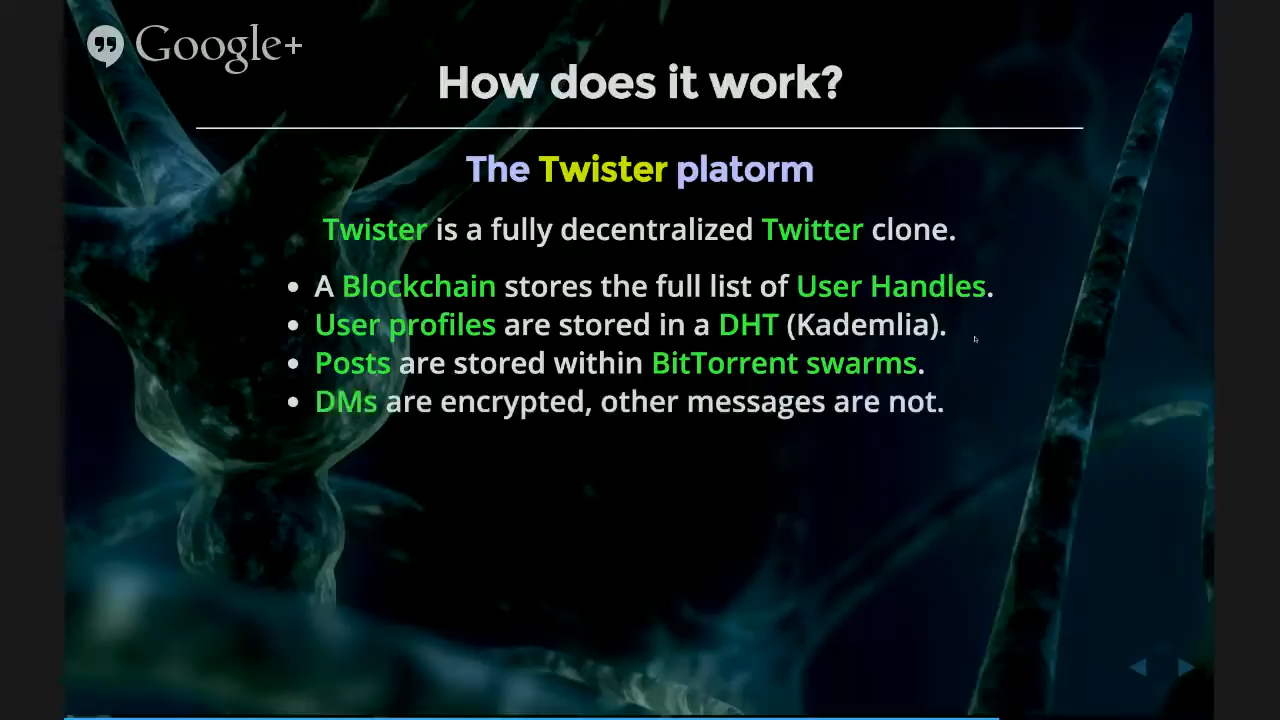 Google+
How does it work?
The Twister platorm
Twister is a fully decentralized Twitter clone.
• A Blockchain stores the full list of User Handles.
• User profiles are stored in a DHT (Kademlia).
• Posts are stored within BitTorrent swarms.
• DMs are encrypted, other messages are not.